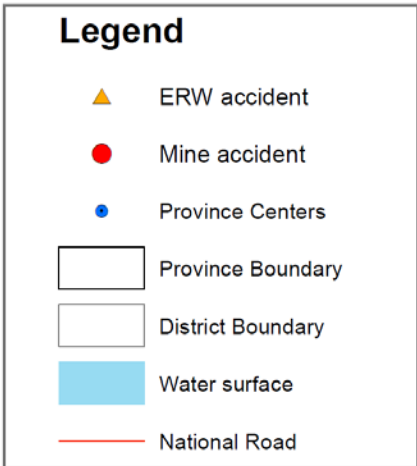 Legend
ERW accident
Mine accident
Province Centers
Province Boundary
District Boundary
Water surface
National Road